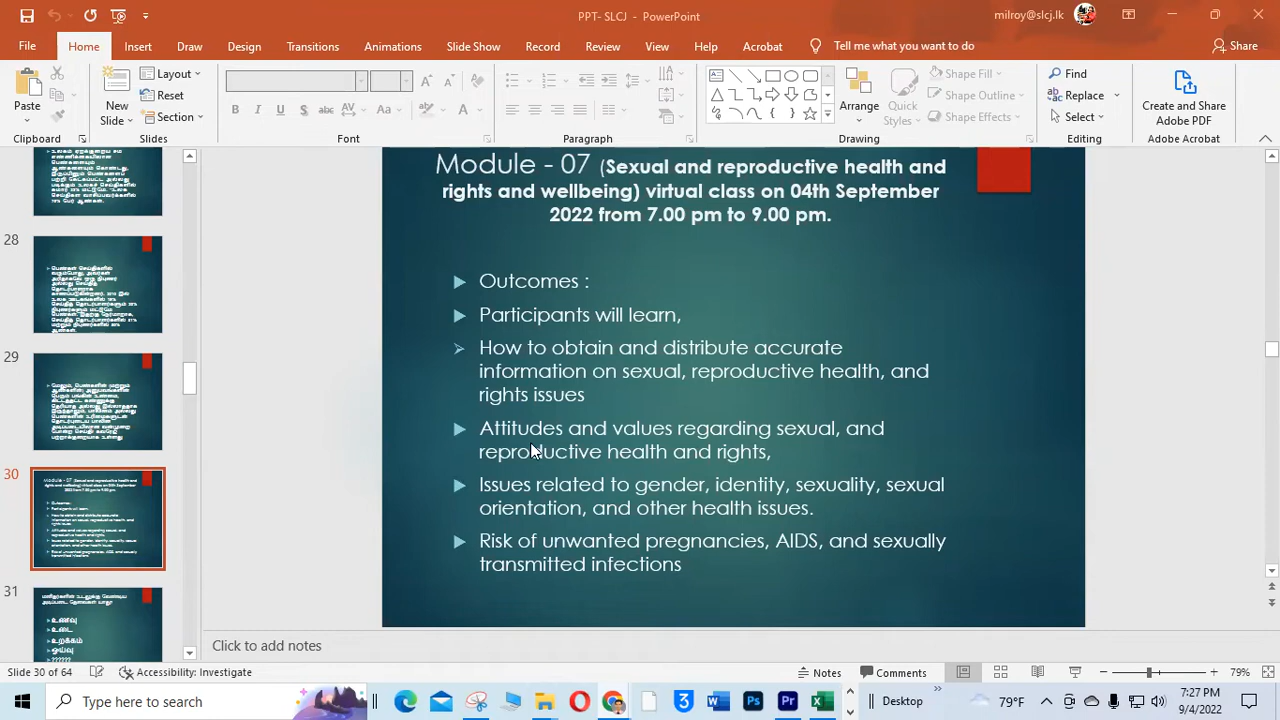 PPT- SLCJ - PowerPoint
milroy@slcj.lk
File Home Insert Draw Design Transitions Animations Slide Show Record Review View Help Acrobat Tell me what you want to do Share
Paste
Clipboard
New Slide
Layout
Reset
Section
Slides
B I U S abc AV Aa A
Font
Paragraph
Arrange
Quick Styles
Shape Fill
Shape Outline
Shape Effects
Drawing
Find
Replace
Select
Editing
Create and Share Adobe PDF
Adobe Acrobat
28
29
30
31
உணவு
உடை
உறக்கம்
ஓய்வு
??????
Module - 07 (Sexual and reproductive health and
rights and wellbeing) virtual class on 04th September
2022 from 7.00 pm to 9.00 pm.
Outcomes :
Participants will learn,
How to obtain and distribute accurate
information on sexual, reproductive health, and
rights issues
Attitudes and values regarding sexual, and
reproductive health and rights,
Issues related to gender, identity, sexuality, sexual
orientation, and other health issues.
Risk of unwanted pregnancies, AIDS, and sexually
transmitted infections
Click to add notes
Slide 30 of 64 Accessibility: Investigate Notes Comments 79%
Type here to search
Desktop
79°F
7:27 PM
9/4/2022